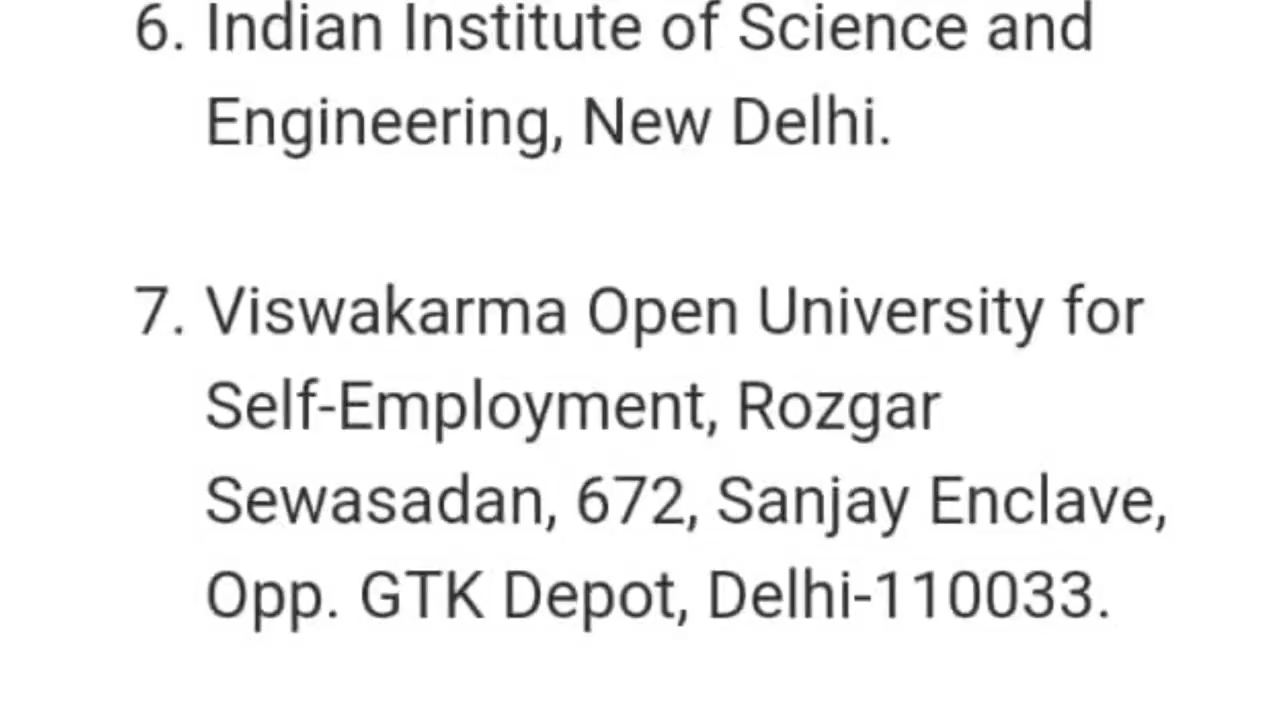 6. Indian Institute of Science and
Engineering, New Delhi.
7. Viswakarma Open University for
Self-Employment, Rozgar
Sewasadan, 672, Sanjay Enclave,
Opp. GTK Depot, Delhi-110033.